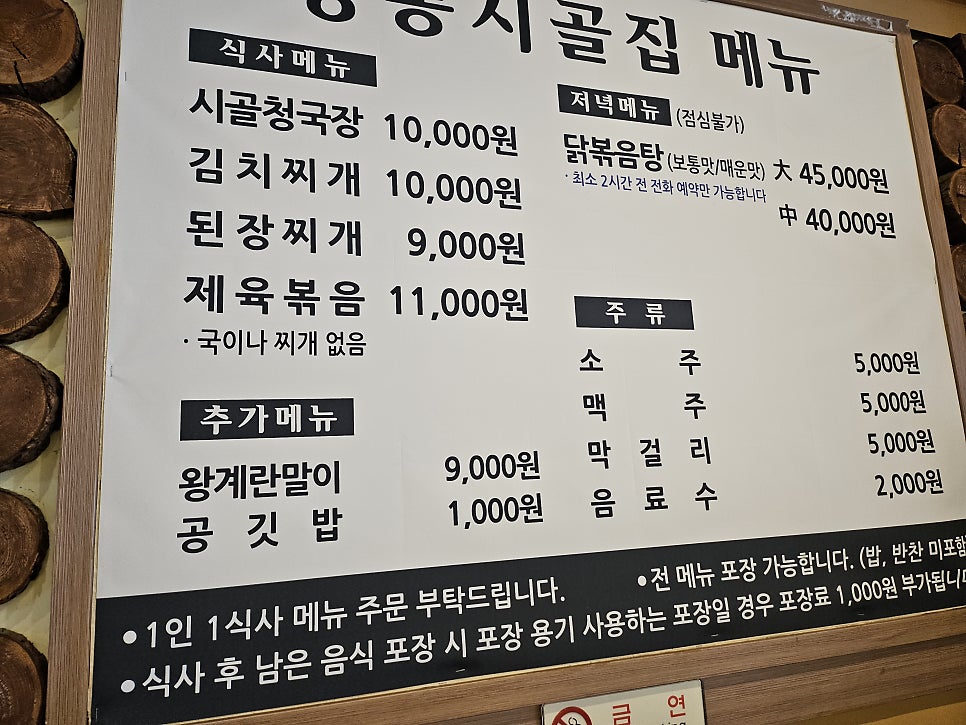 시골집 메뉴
식사메뉴
시골청국장 10,000원
김치찌개 10,000원
된장찌개 9,000원
제육볶음 11,000원
· 국이나 찌개 없음
추가메뉴
왕계란말이 9,000원
공깃밥 1,000원
저녁메뉴 (점심불가)
닭볶음탕 (보통맛/매운맛) 大 45,000원
· 최소 2시간 전 전화 예약만 가능합니다
中 40,000원
주류
소주 5,000원
맥주 5,000원
막걸리 5,000원
음료수 2,000원
• 1인 1식사 메뉴 주문 부탁드립니다.
• 전 메뉴 포장 가능합니다. (밥, 반찬 미포함
• 식사 후 남은 음식 포장 시 포장 용기 사용하는 포장일 경우 포장료 1,000원 부가됩니다
금연